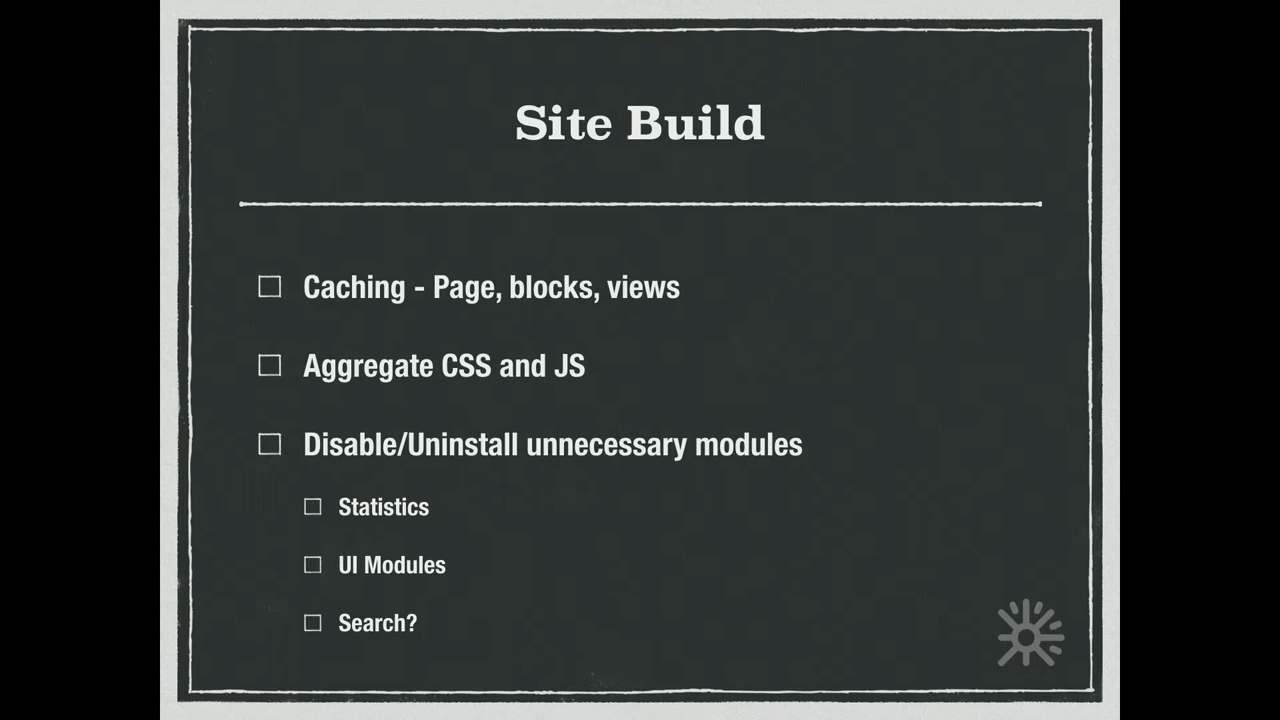 Site Build
Caching - Page, blocks, views
Aggregate CSS and JS
Disable/Uninstall unnecessary modules
Statistics
UI Modules
Search?